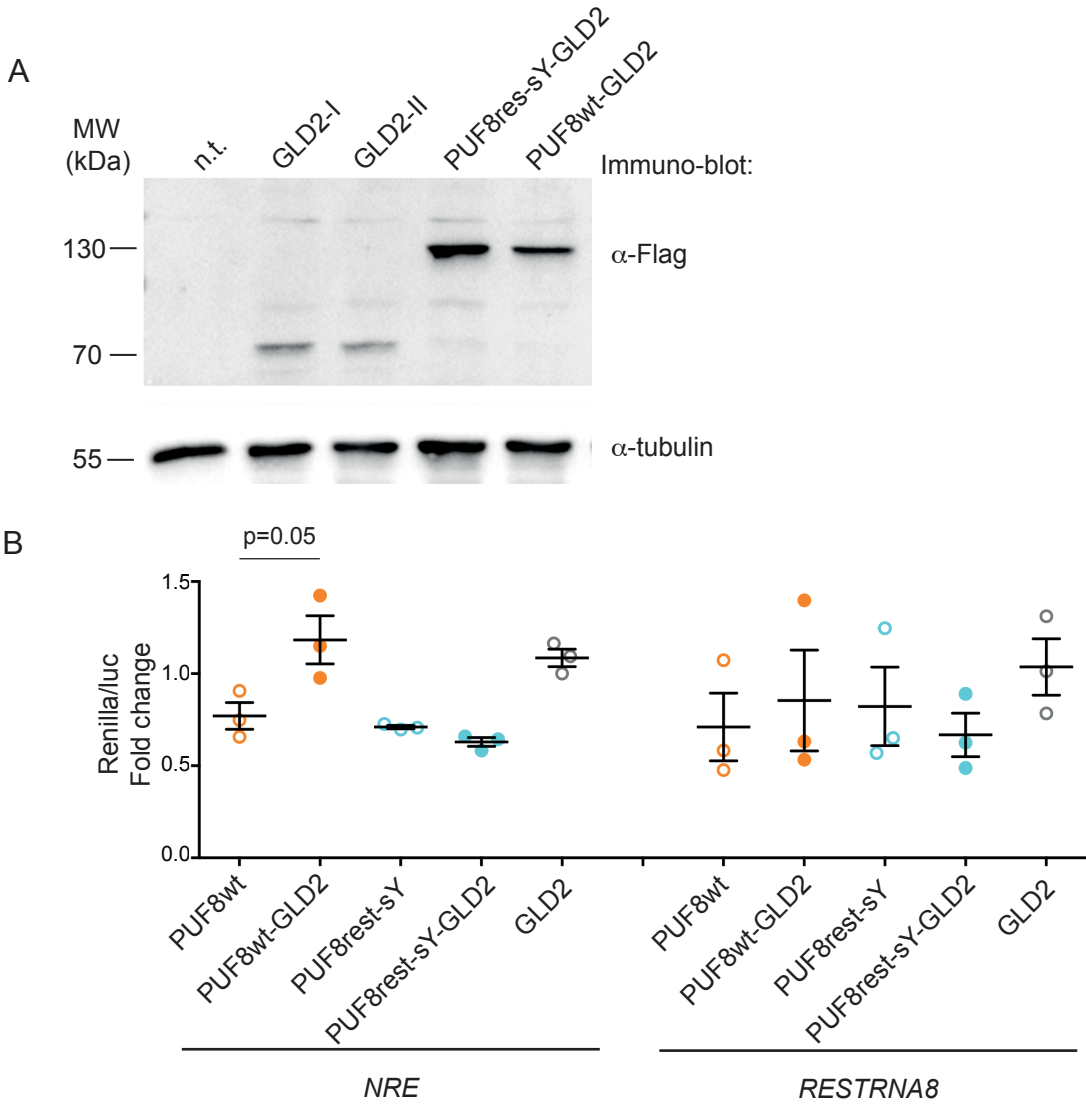 A
MW
(kDa)
n.t.
GLD2-I
GLD2-II
PUF8res-sY-GLD2
PUF8wt-GLD2
Immuno-blot:
130
α-Flag
70
55
α-tubulin
B
p=0.05
Renilla/luc
Fold change
1.5
1.0
0.5
0.0
PUF8wt
PUF8wt-GLD2
PUF8rest-sY
PUF8rest-sY-GLD2
GLD2
PUF8wt
PUF8wt-GLD2
PUF8rest-sY
PUF8rest-sY-GLD2
GLD2
NRE
RESTRNA8